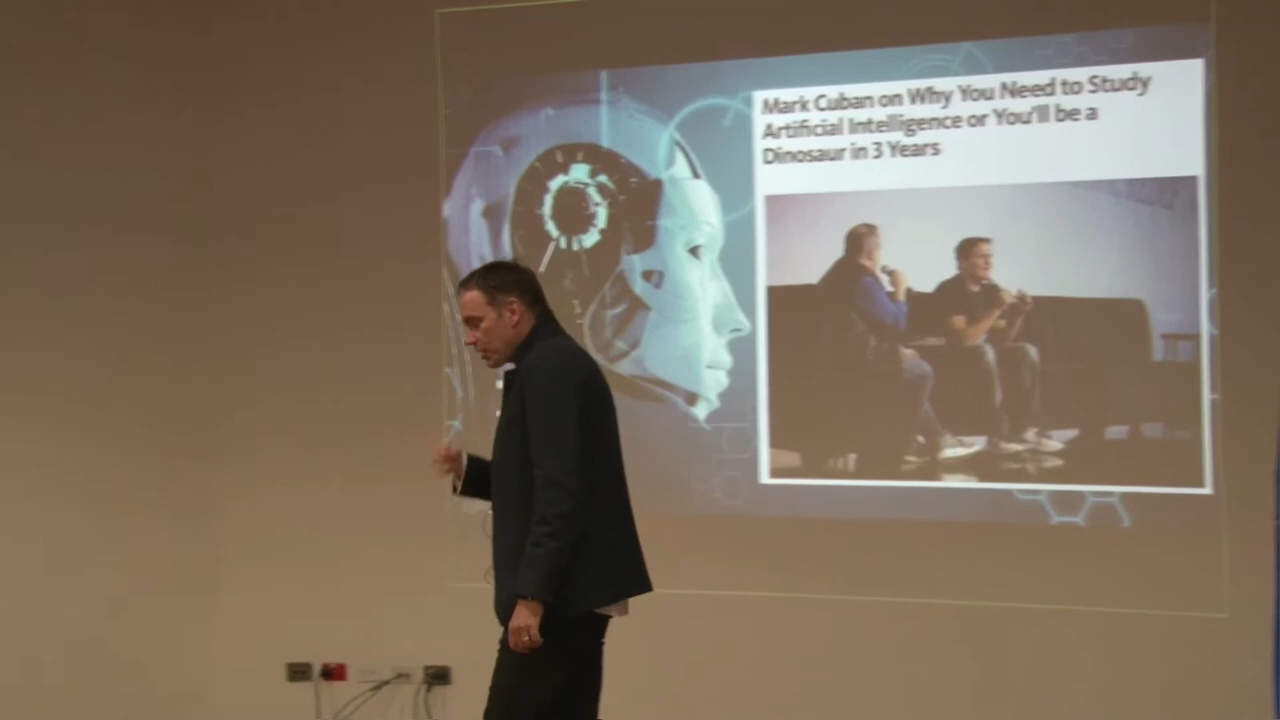 Mark Cuban on Why You Need to Study
Artificial Intelligence or You'll be a
Dinosaur in 3 Years